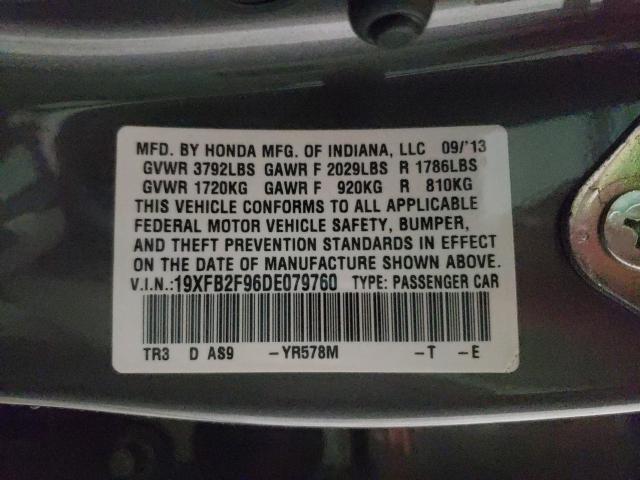 MFD. BY HONDA MFG. OF INDIANA, LLC 09/'13
GVWR 3792LBS GAWR F 2029LBS R 1786LBS
GVWR 1720KG GAWR F 920KG R 810KG
THIS VEHICLE CONFORMS TO ALL APPLICABLE
FEDERAL MOTOR VEHICLE SAFETY, BUMPER,
AND THEFT PREVENTION STANDARDS IN EFFECT
ON THE DATE OF MANUFACTURE SHOWN ABOVE.
V.I.N.:19XFB2F96DE079760 TYPE: PASSENGER CAR
TR3 D AS9 -YR578M -T -E